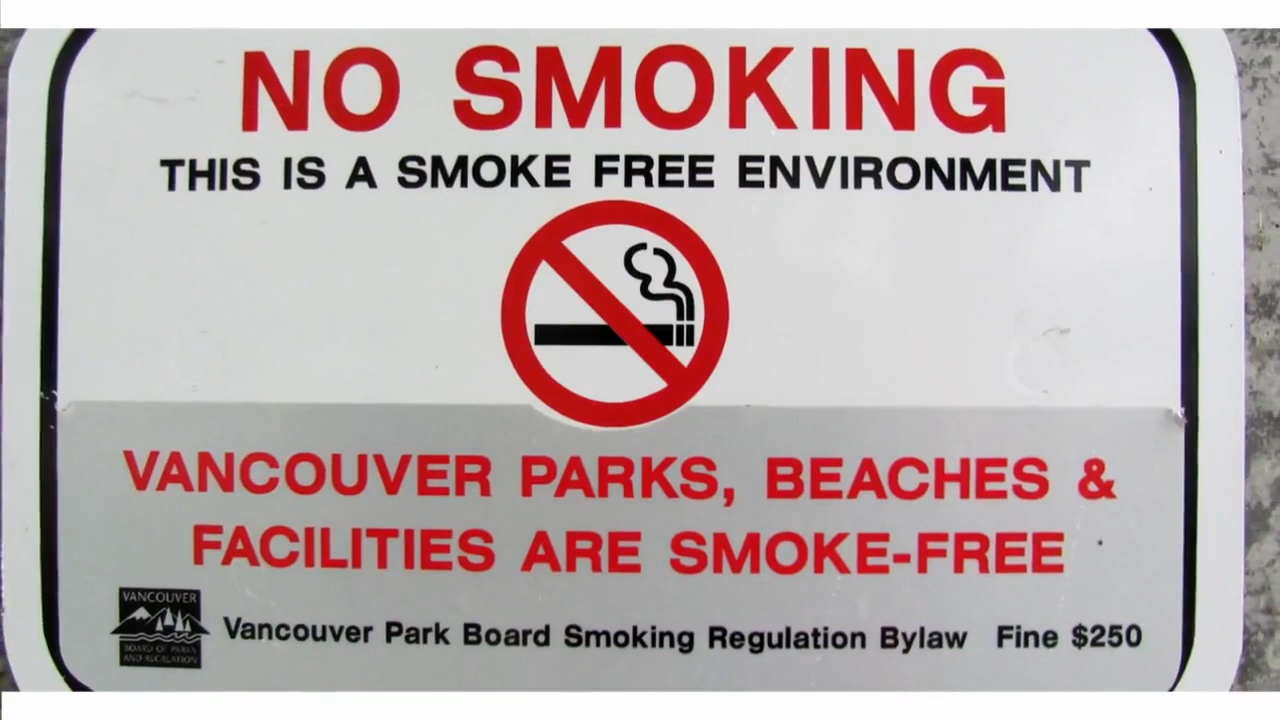 NO SMOKING
THIS IS A SMOKE FREE ENVIRONMENT
VANCOUVER PARKS, BEACHES &
FACILITIES ARE SMOKE-FREE
VANCOUVER
BOARD OF PARKS
AND RECREATION
Vancouver Park Board Smoking Regulation Bylaw Fine $250